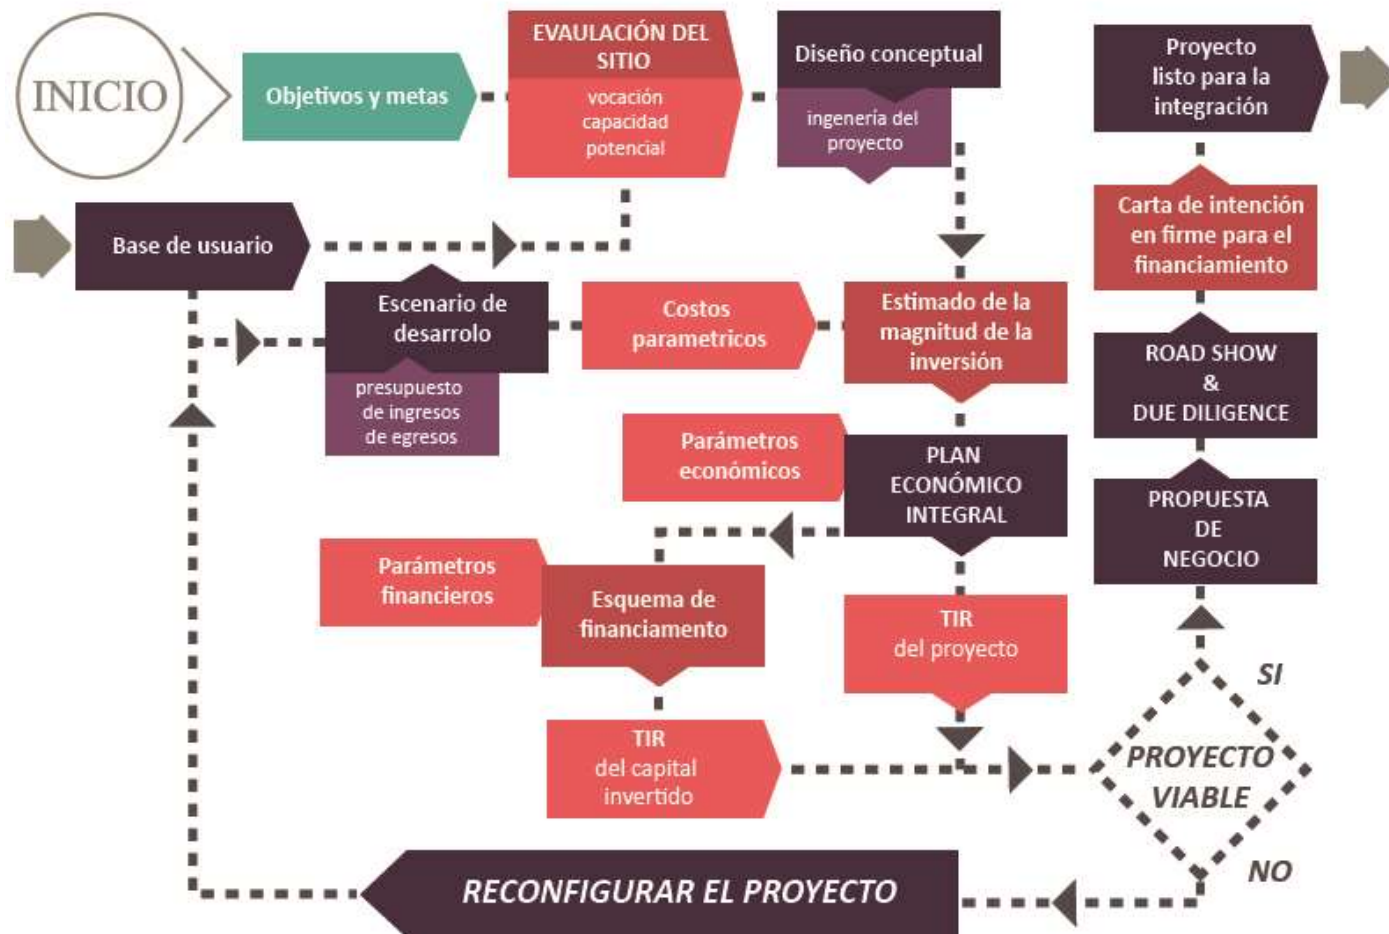 INICIO
Objetivos y metas
EVAULACIÓN DEL
SITIO
vocación
capacidad
potencial
Diseño conceptual
ingenería del
proyecto
Proyecto
listo para la
integración
Base de usuario
Carta de intención
en firme para el
financiamiento
Escenario de
desarrolo
presupuesto
de ingresos
de egresos
Costos
parametricos
Estimado de la
magnitud de la
inversión
ROAD SHOW
&
DUE DILIGENCE
Parámetros
económicos
PLAN
ECONÓMICO
INTEGRAL
PROPUESTA
DE
NEGOCIO
Parámetros
financieros
Esquema de
financiamento
TIR
del proyecto
SI
TIR
del capital
invertido
PROYECTO
VIABLE
NO
RECONFIGURAR EL PROYECTO